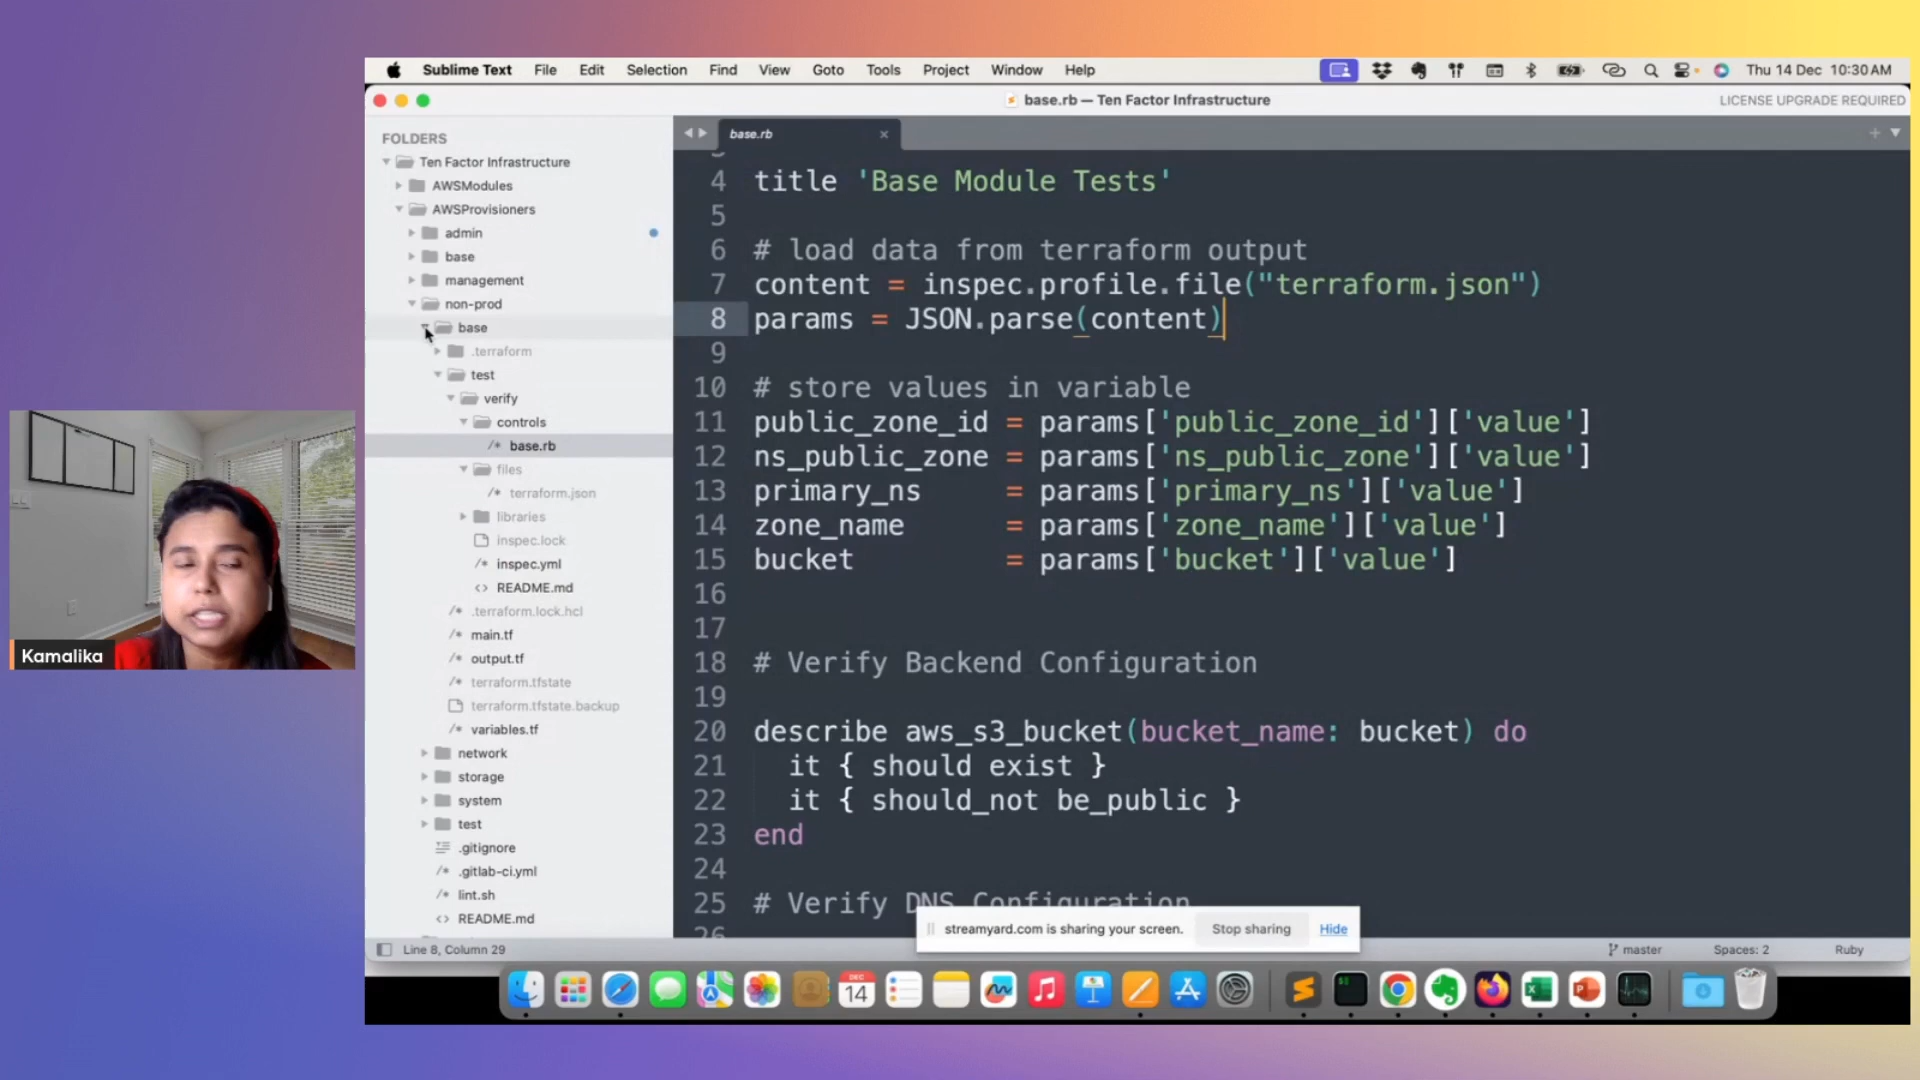 Sublime Text File Edit Selection Find View Goto Tools Project Window Help Thu 14 Dec 10:30 AM
base.rb — Ten Factor Infrastructure
LICENSE UPGRADE REQUIRED
FOLDERS
Ten Factor Infrastructure
AWSModules
AWSProvisioners
admin
base
management
non-prod
base
.terraform
test
verify
controls
/* base.rb
files
/* terraform.json
libraries
inspec.lock
/* inspec.yml
<> README.md
/* .terraform.lock.hcl
/* main.tf
/* output.tf
/* terraform.tfstate
terraform.tfstate.backup
/* variables.tf
network
storage
system
test
.gitignore
/* .gitlab-ci.yml
/* lint.sh
<> README.md
base.rb
4 title 'Base Module Tests'
5
6 # load data from terraform output
7 content = inspec.profile.file("terraform.json")
8 params = JSON.parse(content)
9
10 # store values in variable
11 public_zone_id = params['public_zone_id']['value']
12 ns_public_zone = params['ns_public_zone']['value']
13 primary_ns = params['primary_ns']['value']
14 zone_name = params['zone_name']['value']
15 bucket = params['bucket']['value']
16
17
18 # Verify Backend Configuration
19
20 describe aws_s3_bucket(bucket_name: bucket) do
21 it { should exist }
22 it { should_not be_public }
23 end
24
25 # Verify DNS Configuration
26
streamyard.com is sharing your screen. Stop sharing Hide
Line 8, Column 29
master
Spaces: 2
Ruby
DEC
14
Kamalika